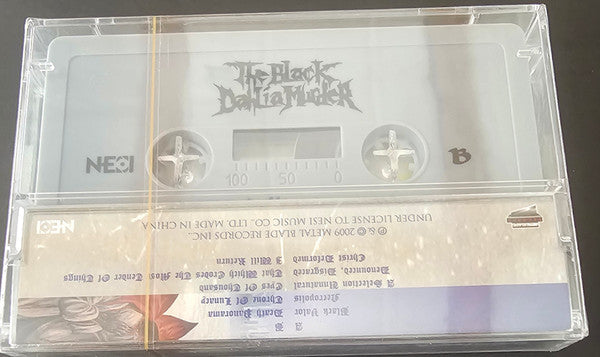 The Black
Dahlia Murder
NESI
B
100 50 0
A B
Black Valor Death Panorama
Necropolis Throne Of Lunacy
A Selection Unnatural Eyes Thousand
Denounced, Disgraced That Which Erodes The Most Tender Of Things
Christ Deformed I Will Return
℗ & © 2009 METAL BLADE RECORDS INC.,
UNDER LICENSE TO NESI MUSIC CO., LTD. MADE IN CHINA
NESI